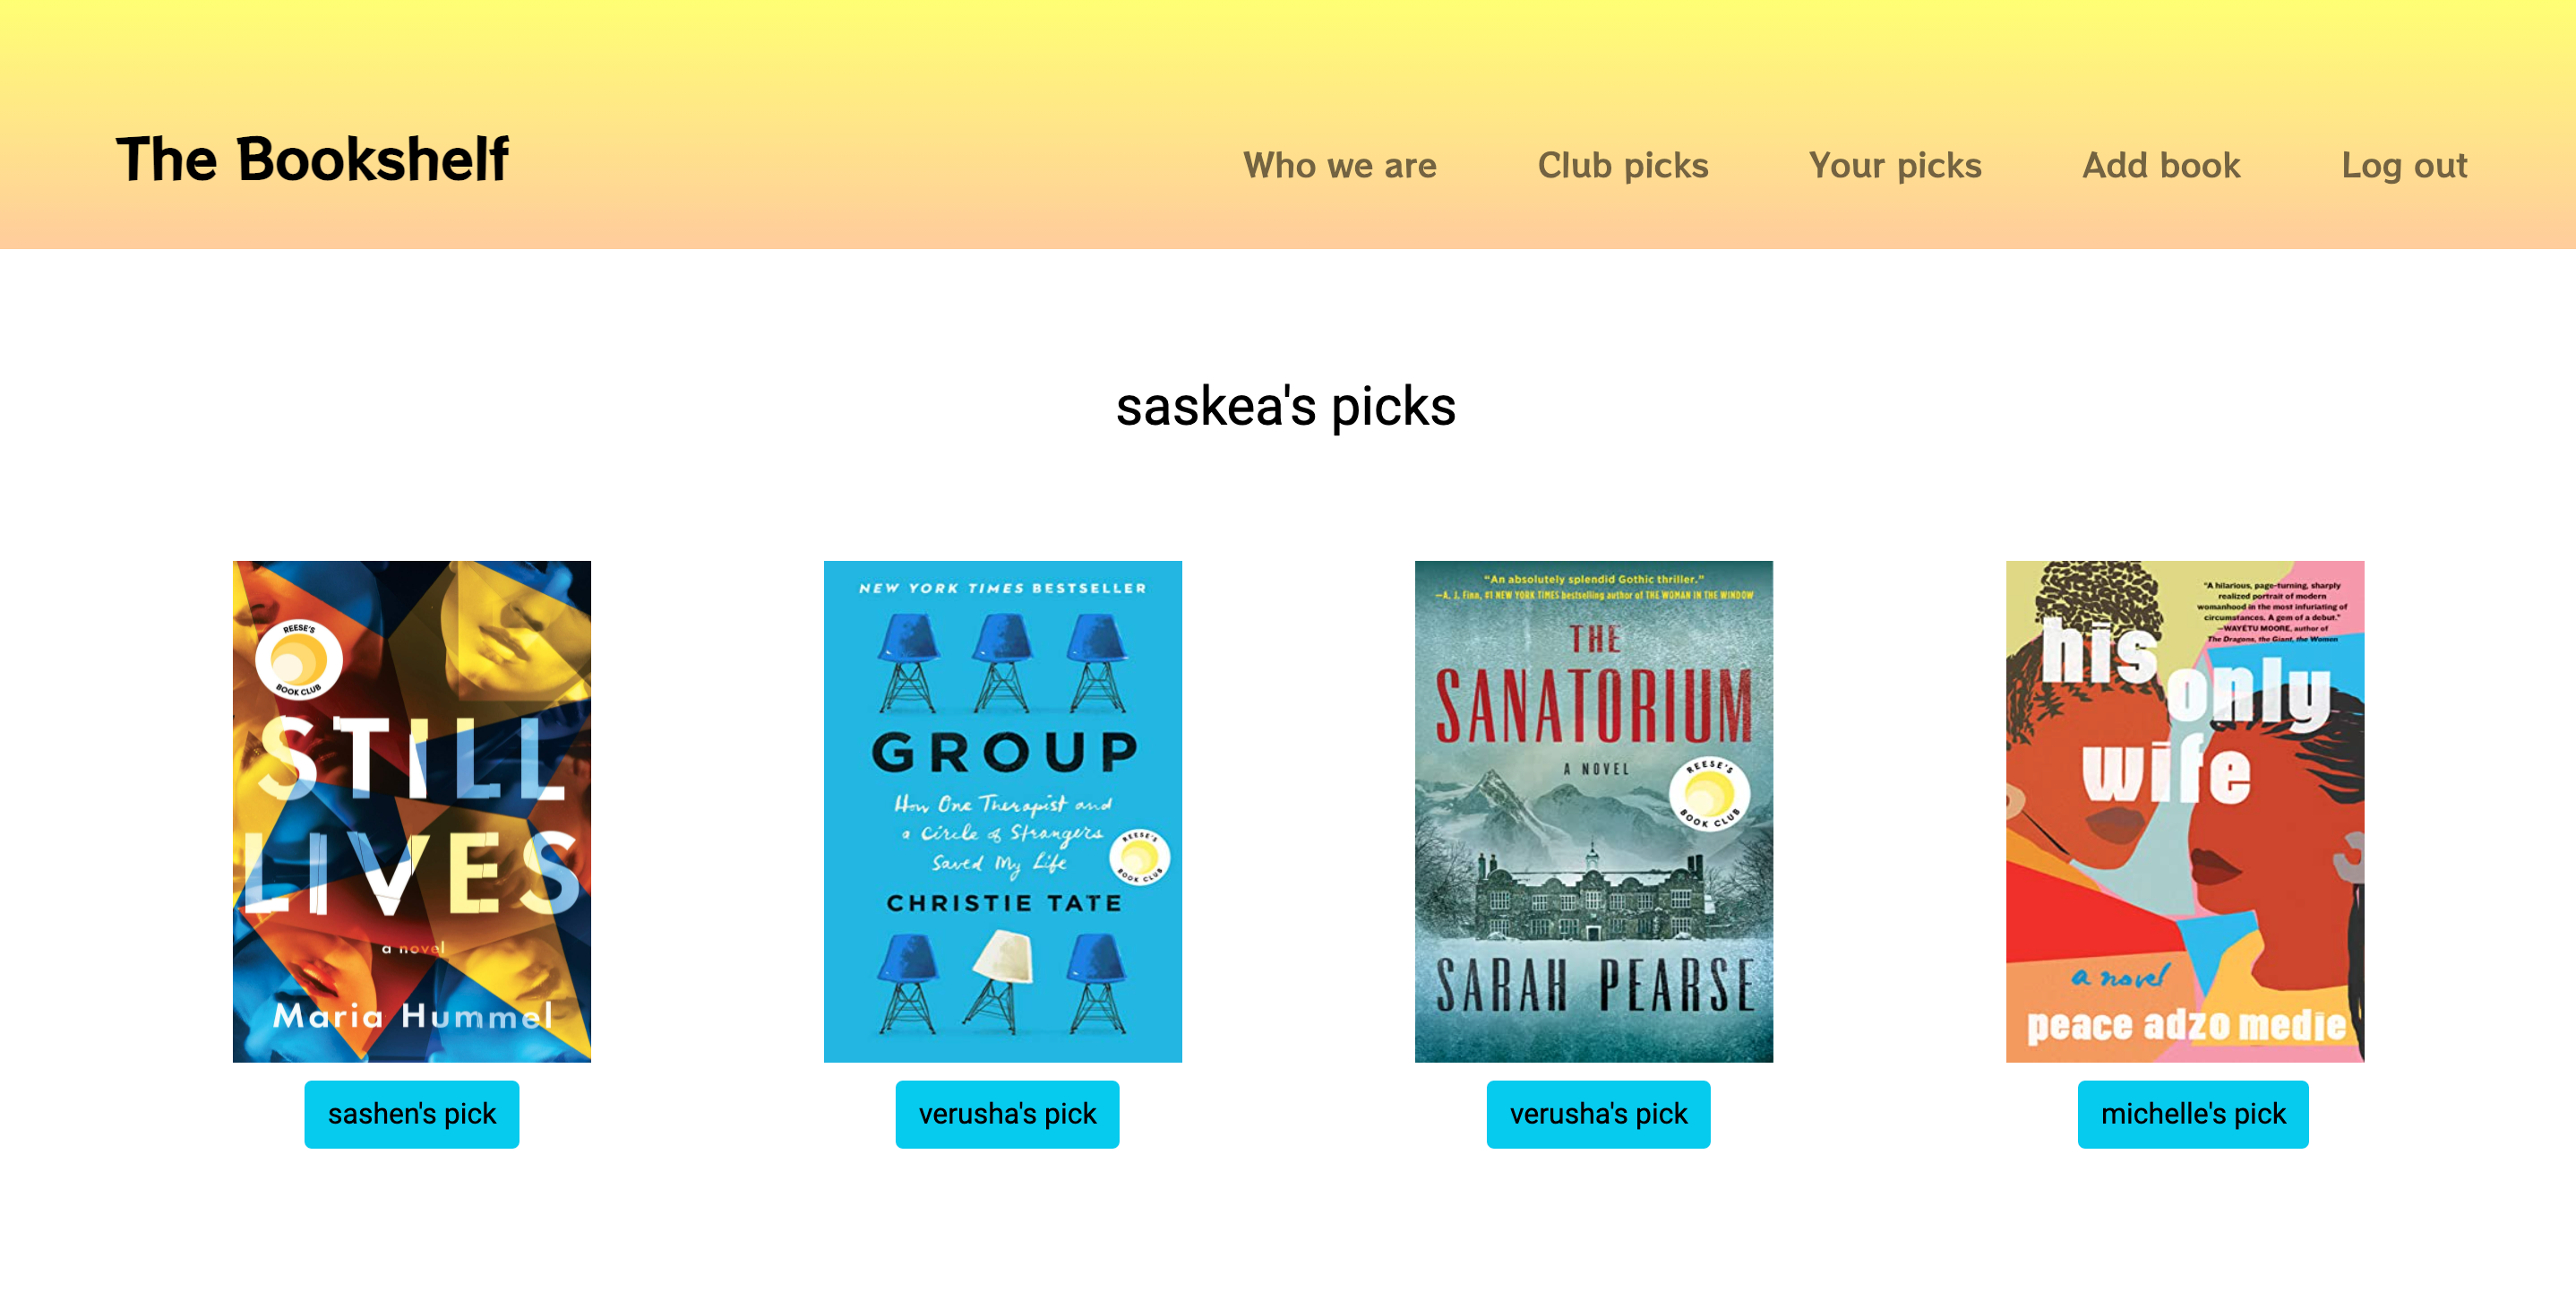 The Bookshelf
Who we are
Club picks
Your picks
Add book
Log out
saskea's picks
REESE'S
BOOK CLUB
STILL
LIVES
a novel
Maria Hummel
sashen's pick
NEW YORK TIMES BESTSELLER
GROUP
How One Therapist and
a Circle of Strangers
Saved My Life
REESE'S
BOOK CLUB
CHRISTIE TATE
verusha's pick
"An absolutely splendid Gothic thriller."
—A. J. Finn, #1 NEW YORK TIMES bestselling author of THE WOMAN IN THE WINDOW
THE
SANATORIUM
A NOVEL
REESE'S
BOOK CLUB
SARAH PEARSE
verusha's pick
"A hilarious, page-turning, sharply
realized portrait of modern
womanhood in the most infuriating of
circumstances. A gem of a debut."
—WAYÉTU MOORE, author of
The Dragons, the Giant, the Women
his
only
wife
a novel
peace adzo medie
michelle's pick